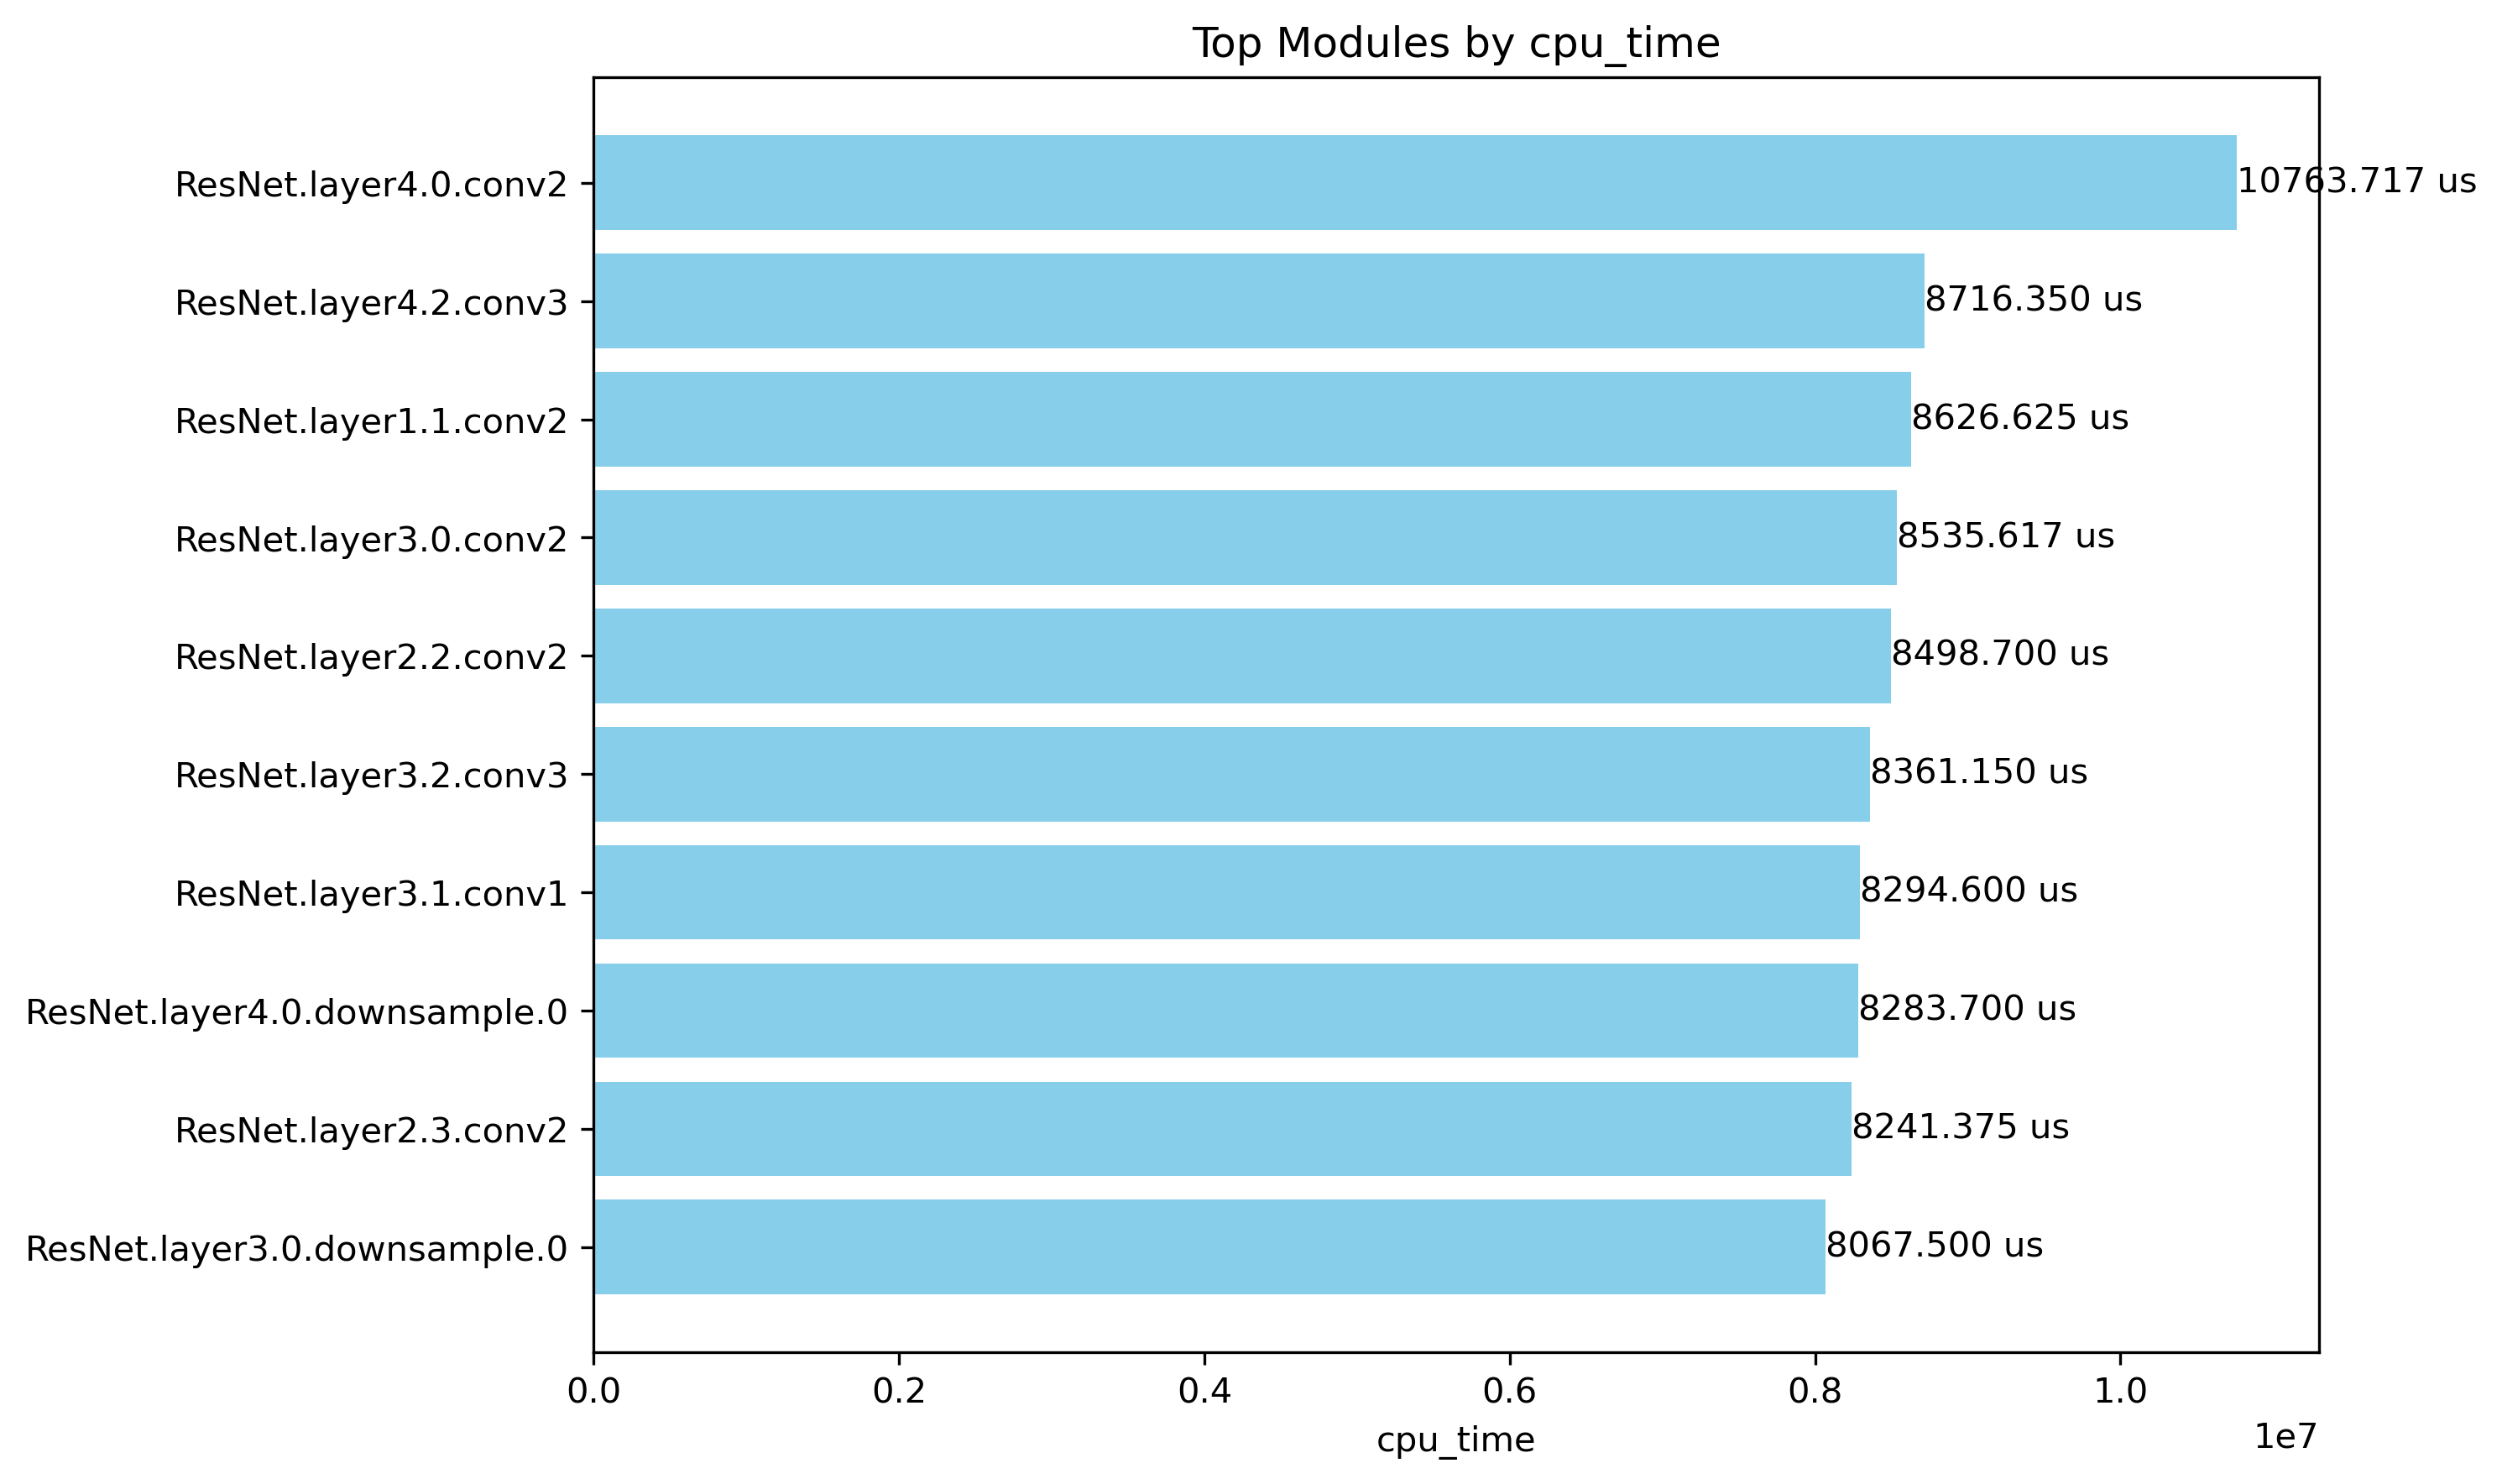 Top Modules by cpu_time
ResNet.layer4.0.conv2 10763.717 us
ResNet.layer4.2.conv3 8716.350 us
ResNet.layer1.1.conv2 8626.625 us
ResNet.layer3.0.conv2 8535.617 us
ResNet.layer2.2.conv2 8498.700 us
ResNet.layer3.2.conv3 8361.150 us
ResNet.layer3.1.conv1 8294.600 us
ResNet.layer4.0.downsample.0 8283.700 us
ResNet.layer2.3.conv2 8241.375 us
ResNet.layer3.0.downsample.0 8067.500 us
0.0 0.2 0.4 0.6 0.8 1.0
cpu_time
1e7